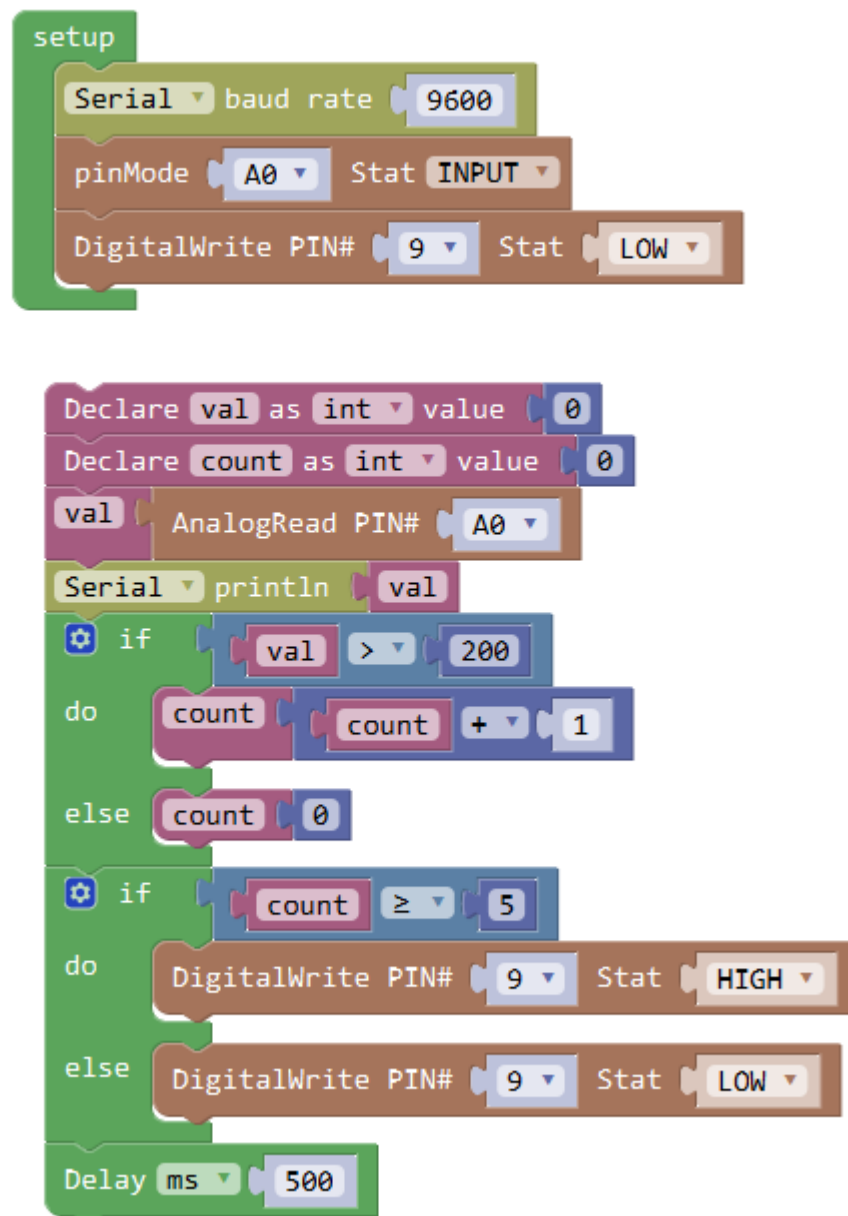 setup
Serial baud rate 9600
pinMode A0 Stat INPUT
DigitalWrite PIN# 9 Stat LOW
Declare val as int value 0
Declare count as int value 0
val AnalogRead PIN# A0
Serial println val
if val > 200
do count count + 1
else count 0
if count ≥ 5
do DigitalWrite PIN# 9 Stat HIGH
else DigitalWrite PIN# 9 Stat LOW
Delay ms 500